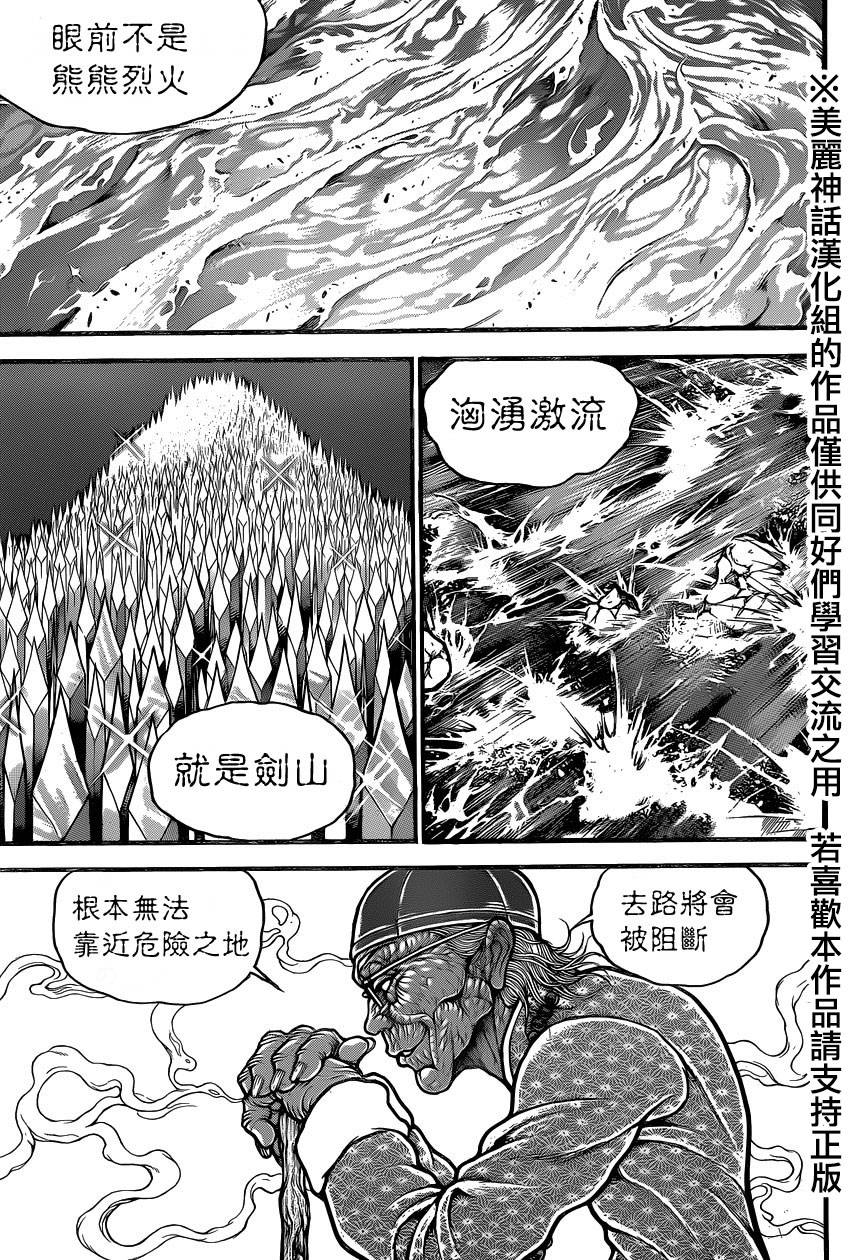 眼前不是
熊熊烈火
洶湧激流
就是劍山
去路將會
被阻斷
根本無法
靠近危險之地
※美麗神話漢化組的作品僅供同好們學習交流之用━若喜歡本作品請支持正版━